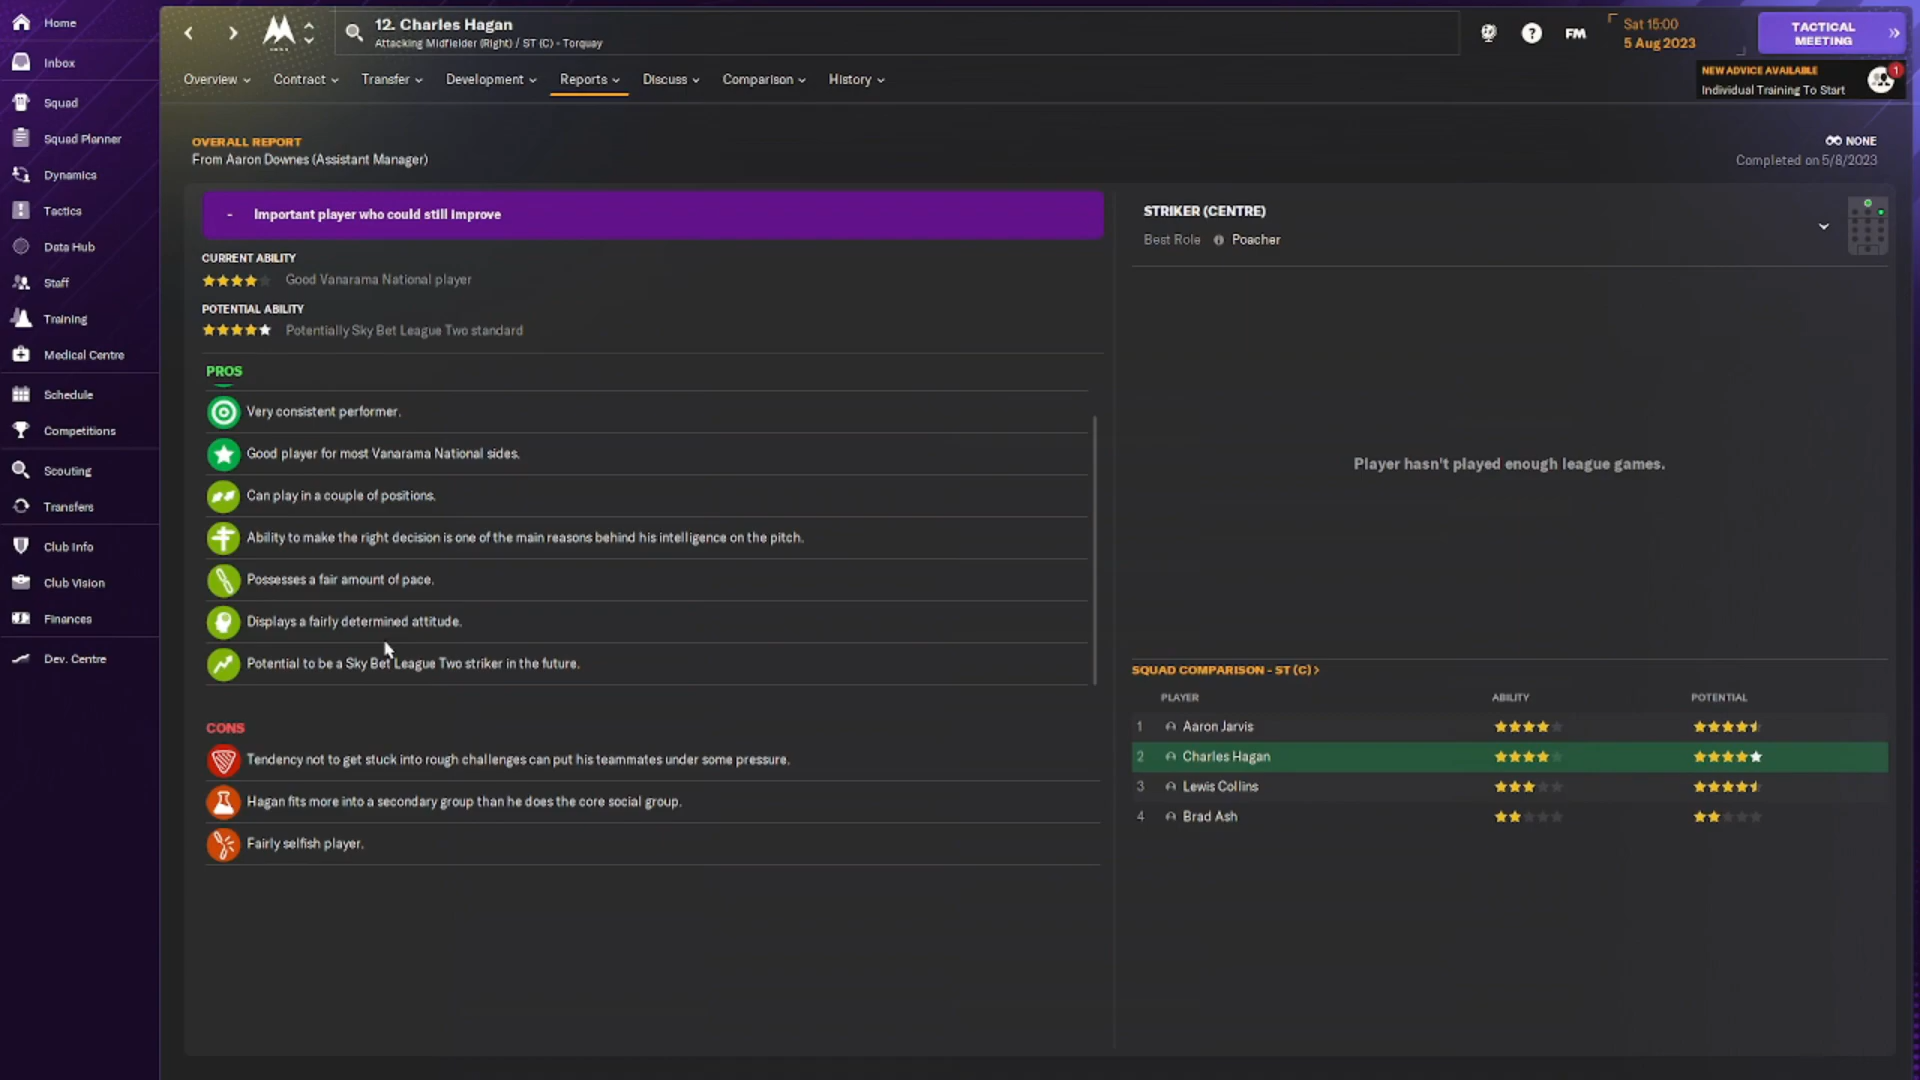 Home
Inbox
Squad
Squad Planner
Dynamics
Tactics
Data Hub
Staff
Training
Medical Centre
Schedule
Competitions
Scouting
Transfers
Club Info
Club Vision
Finances
Dev. Centre
12. Charles Hagan
Attacking Midfielder (Right) / ST (C) - Torquay
FM
Sat 15:00
5 Aug 2023
TACTICAL
MEETING
Overview
Contract
Transfer
Development
Reports
Discuss
Comparison
History
NEW ADVICE AVAILABLE
Individual Training To Start
1
OVERALL REPORT
From Aaron Downes (Assistant Manager)
NONE
Completed on 5/8/2023
- Important player who could still improve
CURRENT ABILITY
Good Vanarama National player
POTENTIAL ABILITY
Potentially Sky Bet League Two standard
PROS
Very consistent performer.
Good player for most Vanarama National sides.
Can play in a couple of positions.
Ability to make the right decision is one of the main reasons behind his intelligence on the pitch.
Possesses a fair amount of pace.
Displays a fairly determined attitude.
Potential to be a Sky Bet League Two striker in the future.
CONS
Tendency not to get stuck into rough challenges can put his teammates under some pressure.
Hagan fits more into a secondary group than he does the core social group.
Fairly selfish player.
STRIKER (CENTRE)
Best Role Poacher
Player hasn't played enough league games.
SQUAD COMPARISON - ST (C) >
PLAYER ABILITY POTENTIAL
1 Aaron Jarvis
2 Charles Hagan
3 Lewis Collins
4 Brad Ash